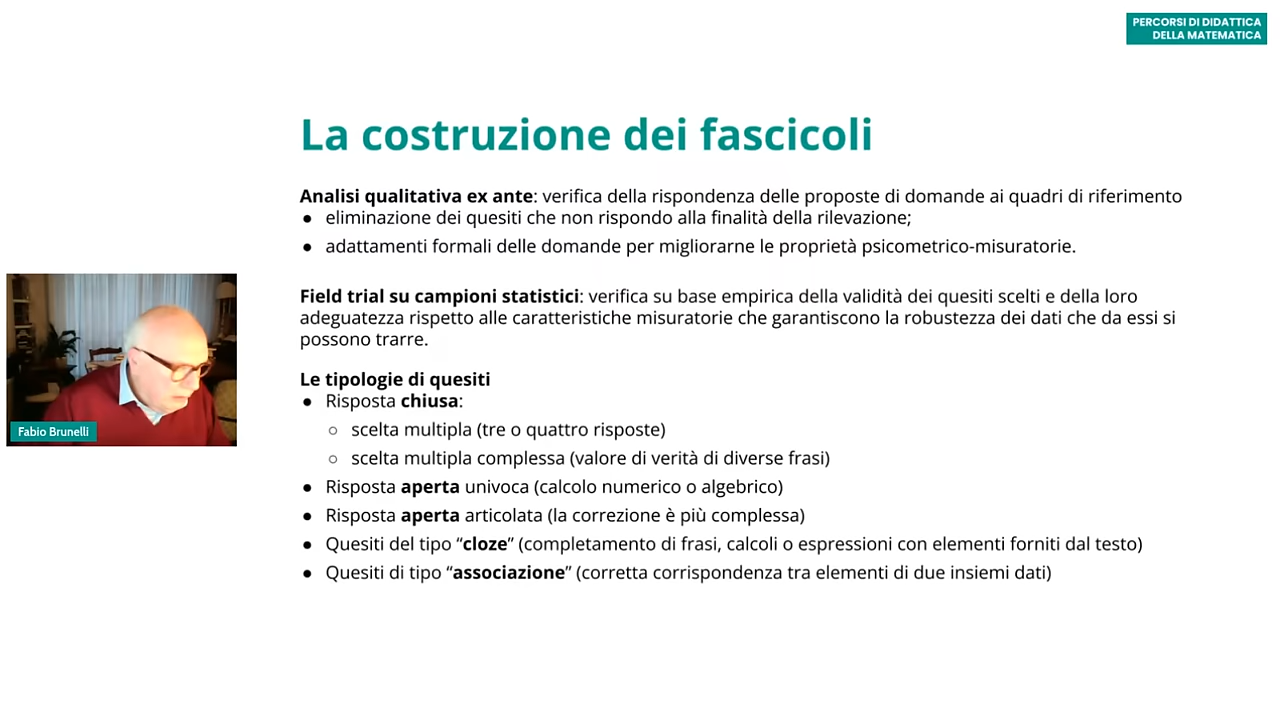 PERCORSI DI DIDATTICA
DELLA MATEMATICA
La costruzione dei fascicoli
Analisi qualitativa ex ante: verifica della rispondenza delle proposte di domande ai quadri di riferimento
● eliminazione dei quesiti che non rispondo alla finalità della rilevazione;
● adattamenti formali delle domande per migliorarne le proprietà psicometrico-misuratorie.
Field trial su campioni statistici: verifica su base empirica della validità dei quesiti scelti e della loro
adeguatezza rispetto alle caratteristiche misuratorie che garantiscono la robustezza dei dati che da essi si
possono trarre.
Le tipologie di quesiti
● Risposta chiusa:
○ scelta multipla (tre o quattro risposte)
○ scelta multipla complessa (valore di verità di diverse frasi)
● Risposta aperta univoca (calcolo numerico o algebrico)
● Risposta aperta articolata (la correzione è più complessa)
● Quesiti del tipo “cloze” (completamento di frasi, calcoli o espressioni con elementi forniti dal testo)
● Quesiti di tipo “associazione” (corretta corrispondenza tra elementi di due insiemi dati)
Fabio Brunelli